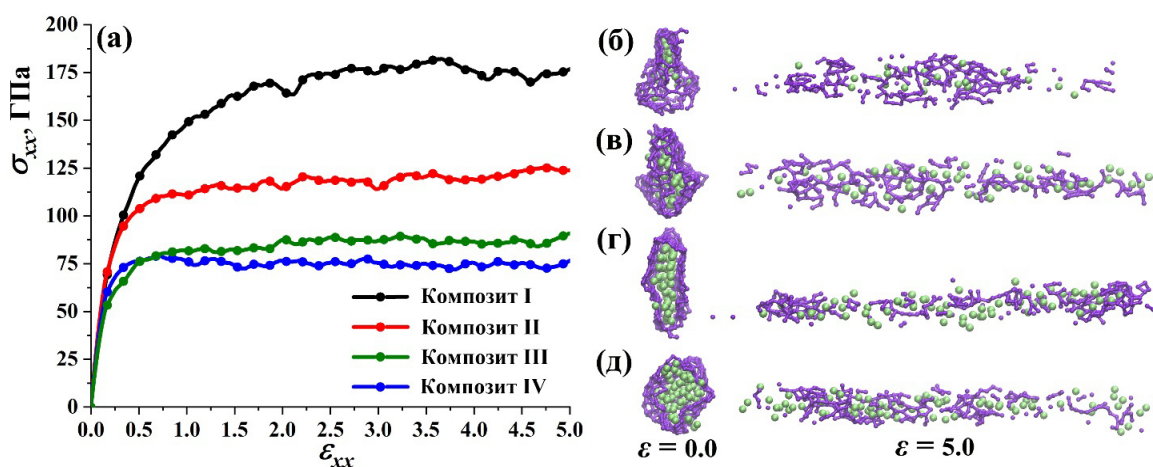 (а)
σxx, ГПа
200
175
150
125
100
75
50
25
0
0.0 0.5 1.0 1.5 2.0 2.5 3.0 3.5 4.0 4.5 5.0
εxx
Композит I
Композит II
Композит III
Композит IV
(б)
(в)
(г)
(д)
ε = 0.0 ε = 5.0